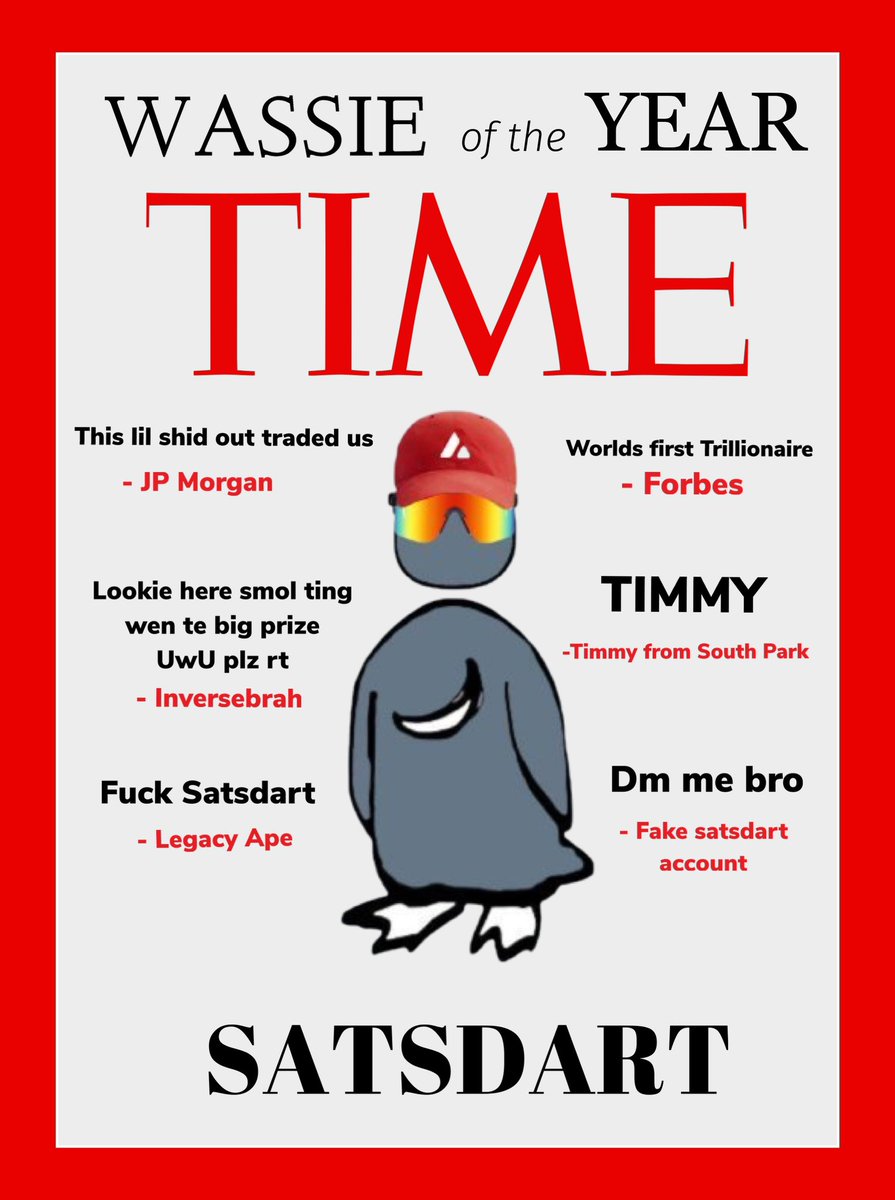 WASSIE of the YEAR
TIME
This lil shid out traded us
- JP Morgan
Worlds first Trillionaire
- Forbes
Lookie here smol ting
wen te big prize
UwU plz rt
- Inversebrah
TIMMY
-Timmy from South Park
Fuck Satsdart
- Legacy Ape
Dm me bro
- Fake satsdart
account
SATSDART